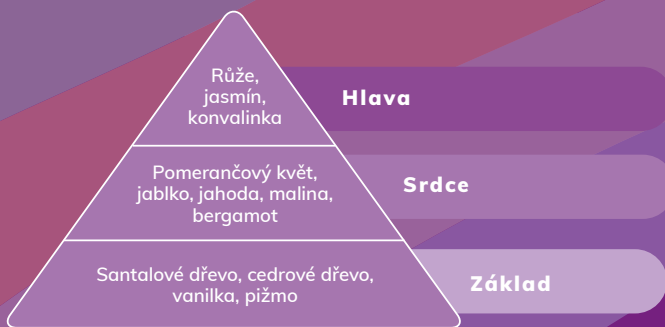 Růže,
jasmín,
konvalinka
Hlava
Pomerančový květ,
jablko, jahoda, malina,
bergamot
Srdce
Santalové dřevo, cedrové dřevo,
vanilka, pižmo
Základ